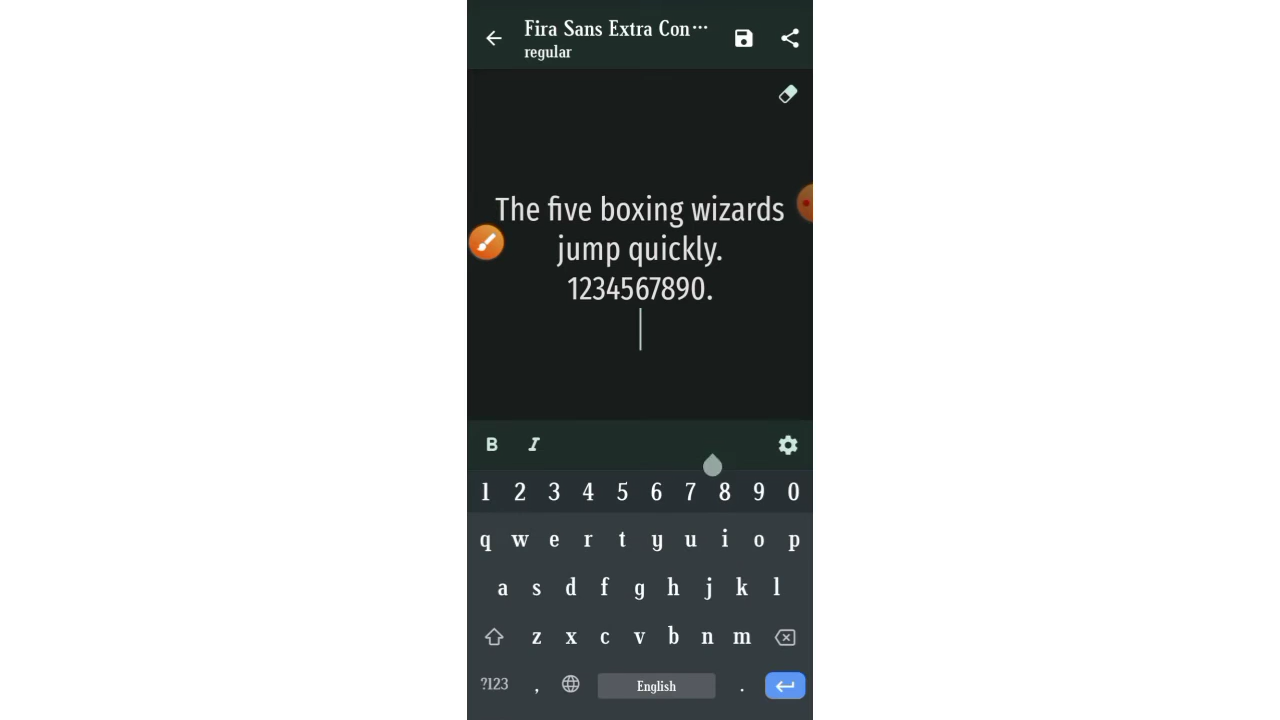 Fira Sans Extra Con···
regular
The five boxing wizards
jump quickly.
1234567890.
B I
1 2 3 4 5 6 7 8 9 0
q w e r t y u i o p
a s d f g h j k l
z x c v b n m
?123 , English .